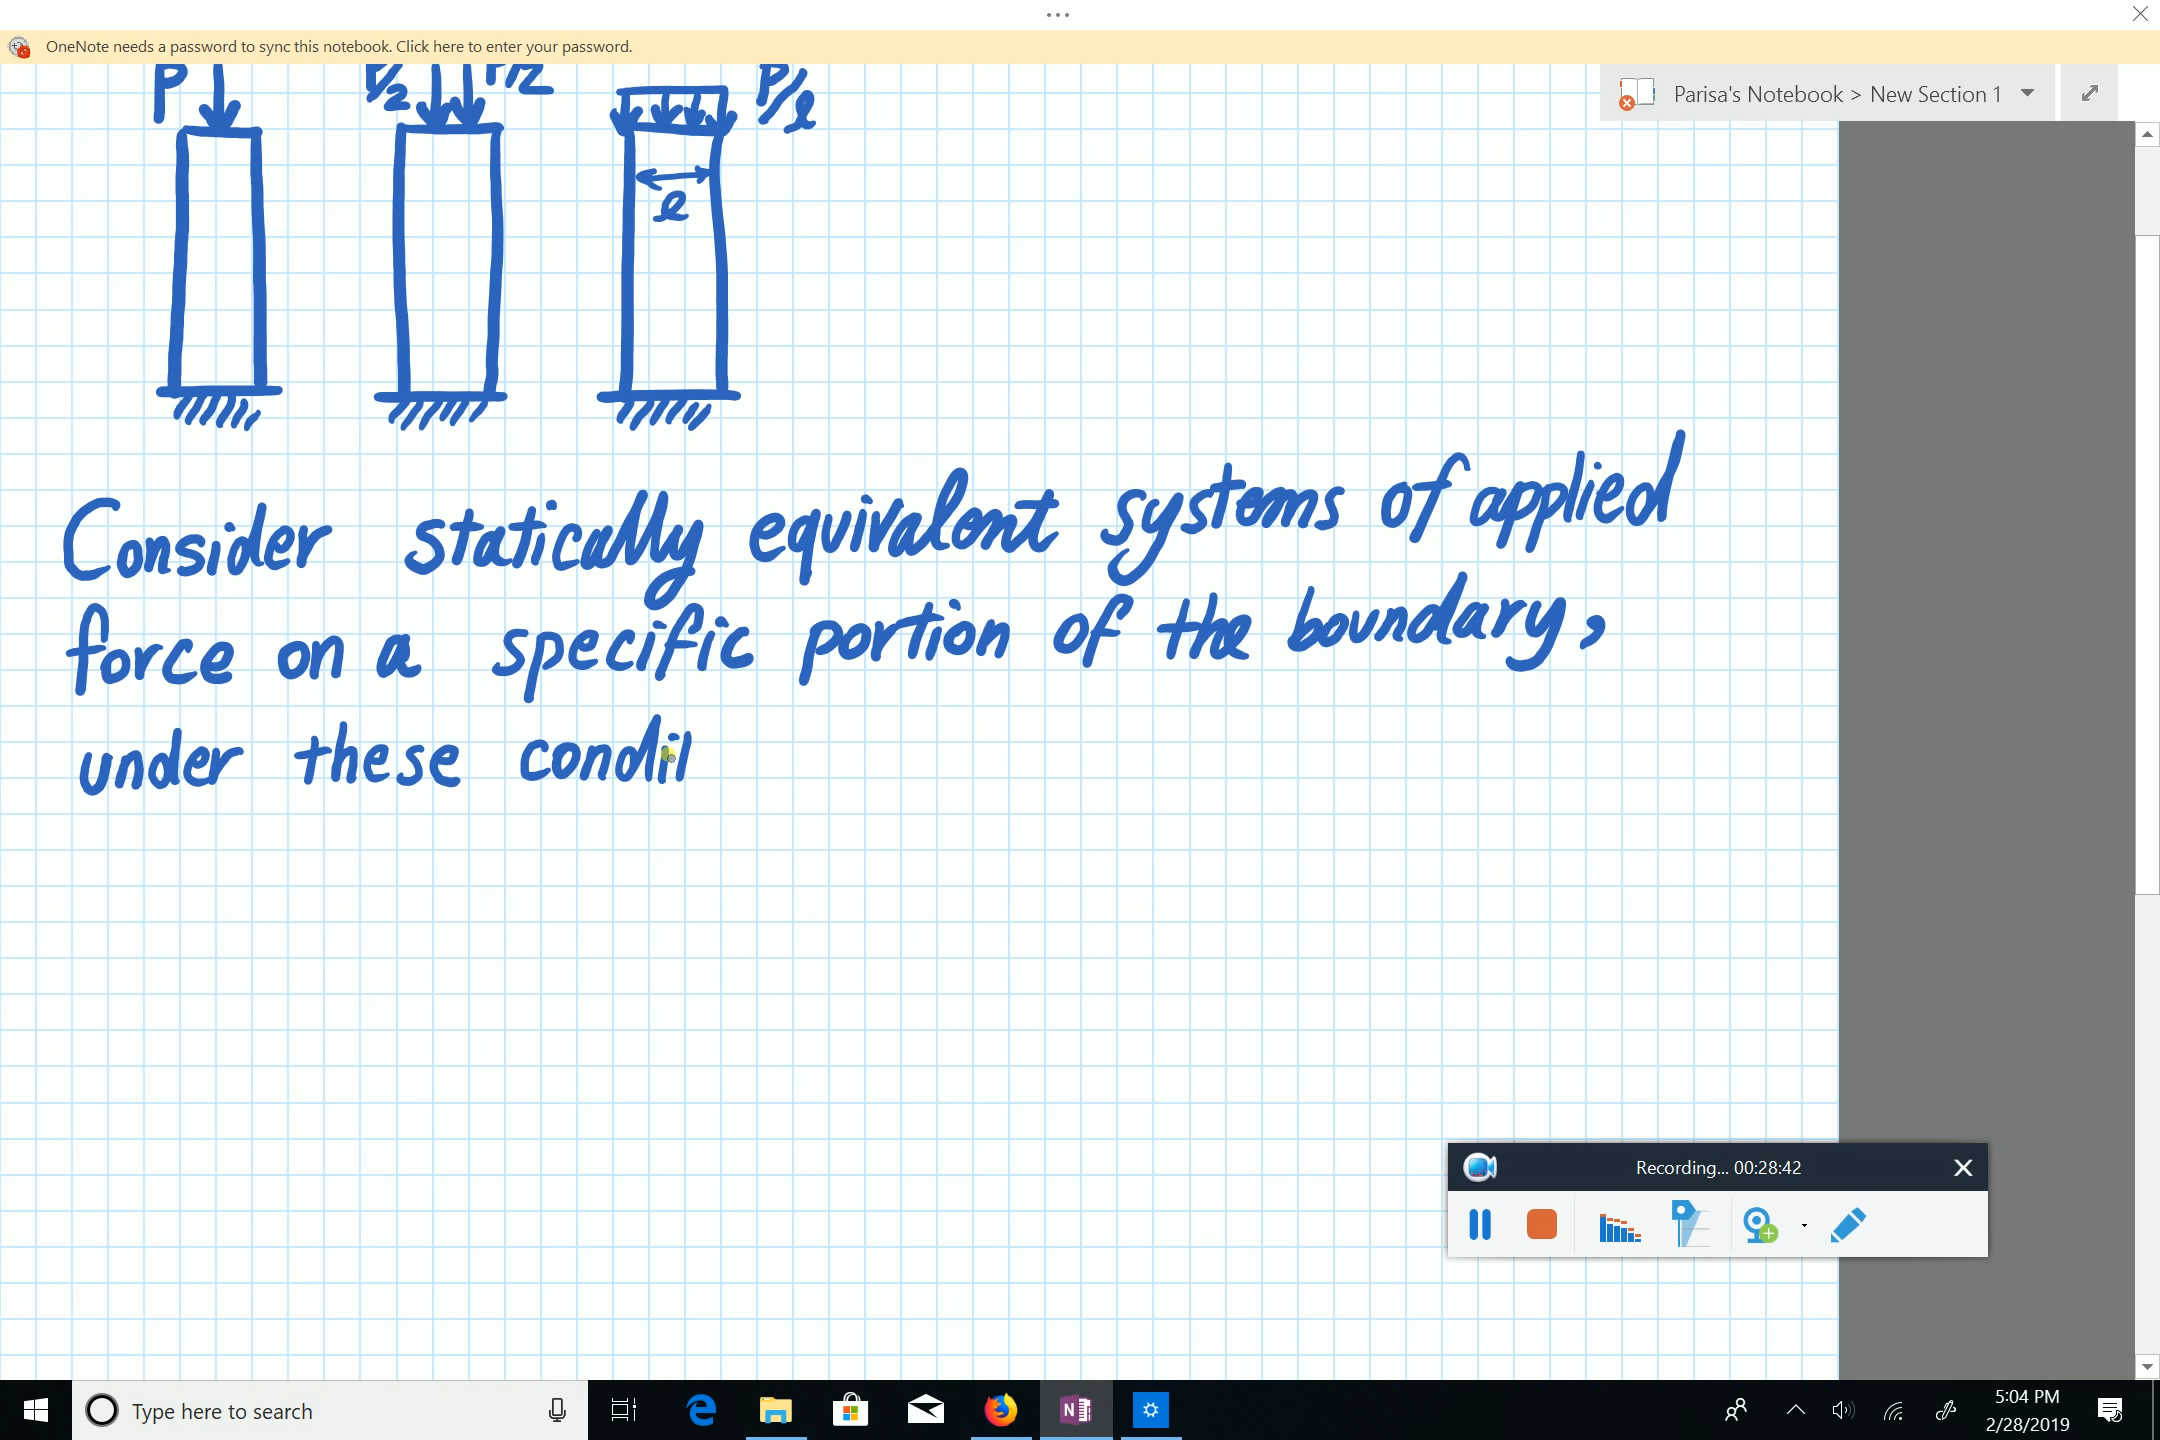 OneNote needs a password to sync this notebook. Click here to enter your password.
Parisa's Notebook > New Section 1
P P/2 P/2 P/l
l
Consider statically equivalent systems of applied
force on a specific portion of the boundary,
under these condii
Recording... 00:28:42
Type here to search
5:04 PM
2/28/2019